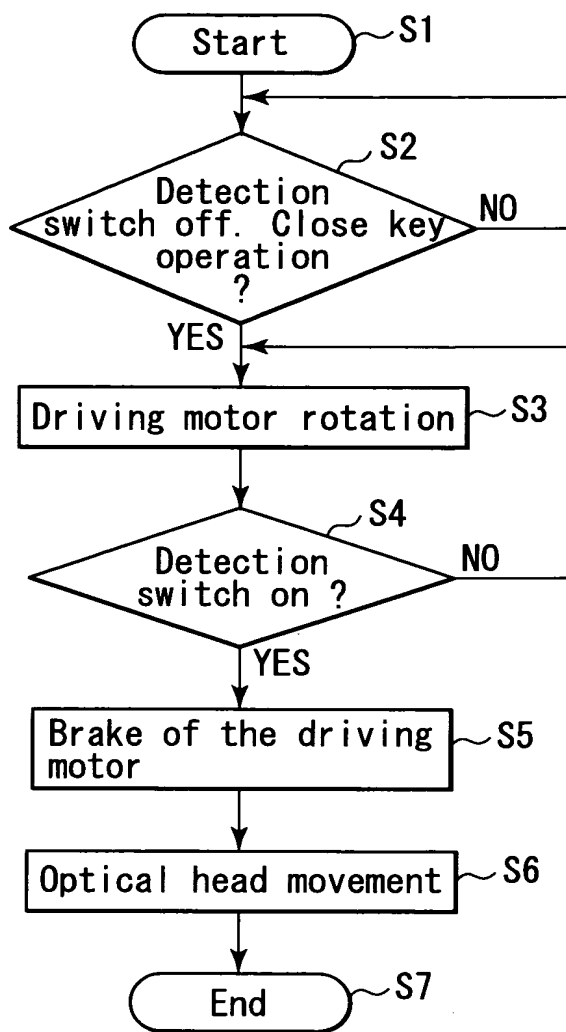 Start
S1
S2
Detection
switch off. Close key
operation
?
NO
YES
Driving motor rotation
S3
S4
Detection
switch on ?
NO
YES
Brake of the driving
motor
S5
Optical head movement
S6
End
S7